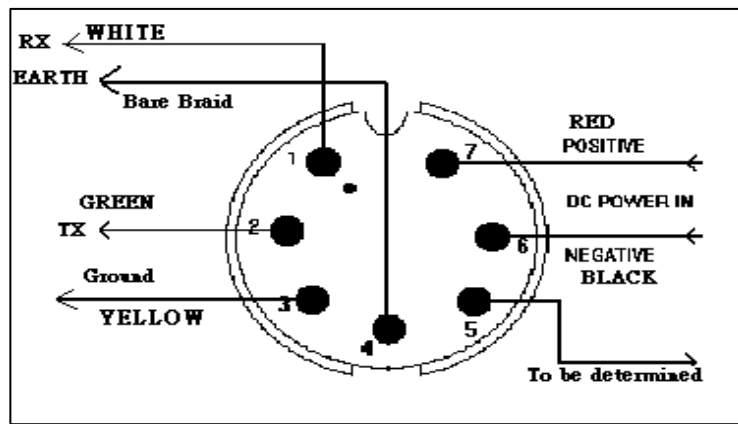 RX WHITE
EARTH
Bare Braid
RED
POSITIVE
1
7
GREEN
DC POWER IN
TX
2
6
NEGATIVE
Ground
BLACK
3
5
YELLOW
4
To be determined